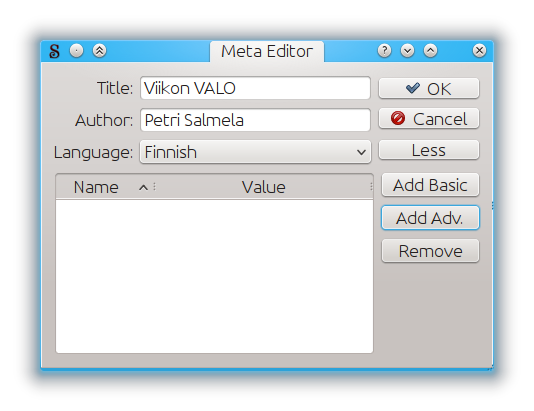 Meta Editor
Title: Viikon VALO OK
Author: Petri Salmela Cancel
Language: Finnish Less
Name Value Add Basic
Add Adv.
Remove